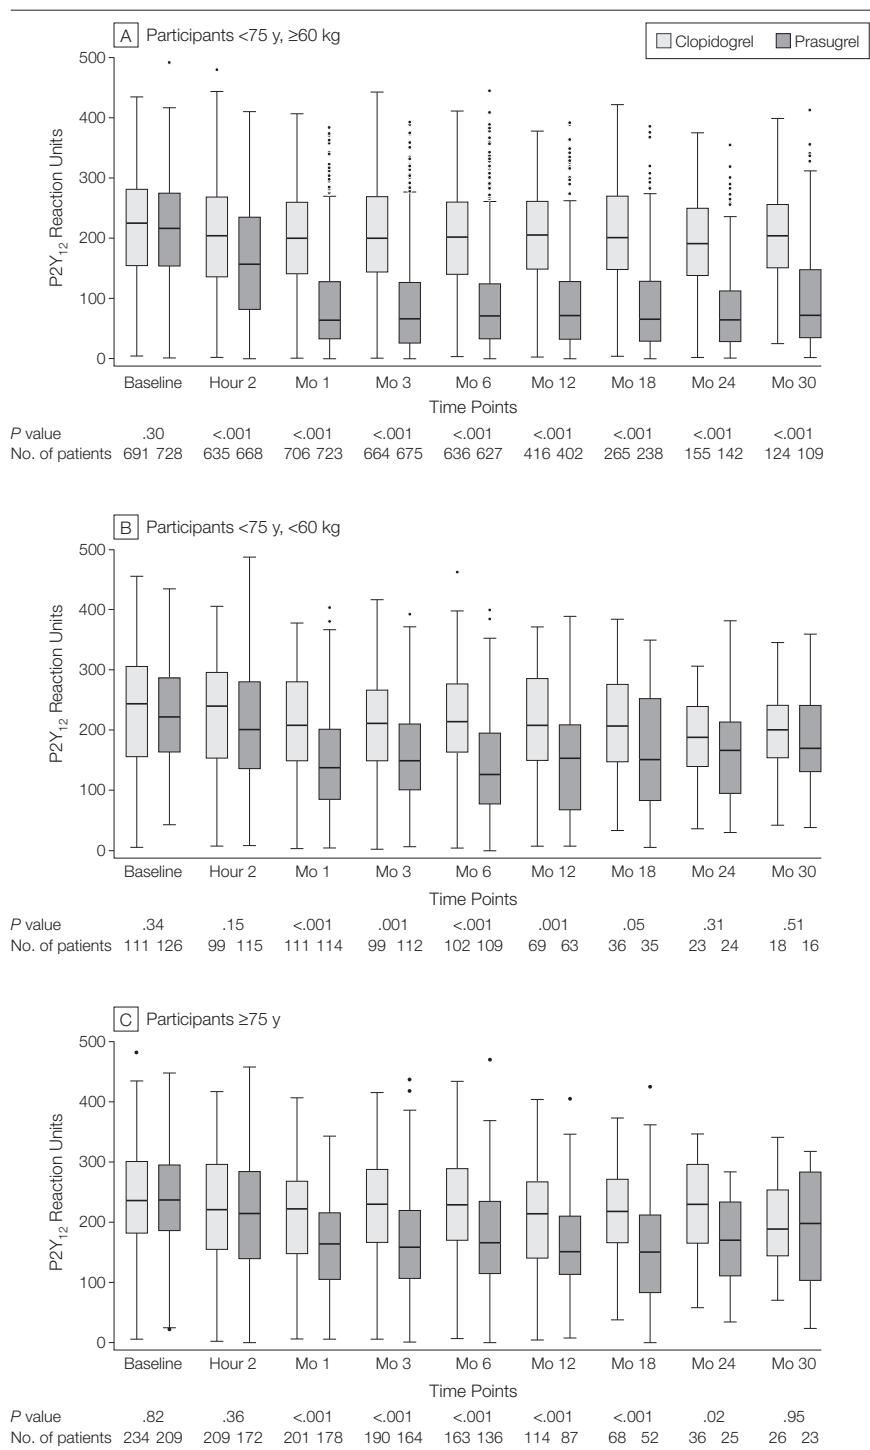 A Participants <75 y, ≥60 kg
Clopidogrel Prasugrel
P2Y12 Reaction Units
500
400
300
200
100
0
Baseline Hour 2 Mo 1 Mo 3 Mo 6 Mo 12 Mo 18 Mo 24 Mo 30
Time Points
P value .30 <.001 <.001 <.001 <.001 <.001 <.001 <.001 <.001
No. of patients 691 728 635 668 706 723 664 675 636 627 416 402 265 238 155 142 124 109
B Participants <75 y, <60 kg
P2Y12 Reaction Units
500
400
300
200
100
0
Baseline Hour 2 Mo 1 Mo 3 Mo 6 Mo 12 Mo 18 Mo 24 Mo 30
Time Points
P value .34 .15 <.001 .001 <.001 .001 .05 .31 .51
No. of patients 111 126 99 115 111 114 99 112 102 109 69 63 36 35 23 24 18 16
C Participants ≥75 y
P2Y12 Reaction Units
500
400
300
200
100
0
Baseline Hour 2 Mo 1 Mo 3 Mo 6 Mo 12 Mo 18 Mo 24 Mo 30
Time Points
P value .82 .36 <.001 <.001 <.001 <.001 <.001 .02 .95
No. of patients 234 209 209 172 201 178 190 164 163 136 114 87 68 52 36 25 26 23